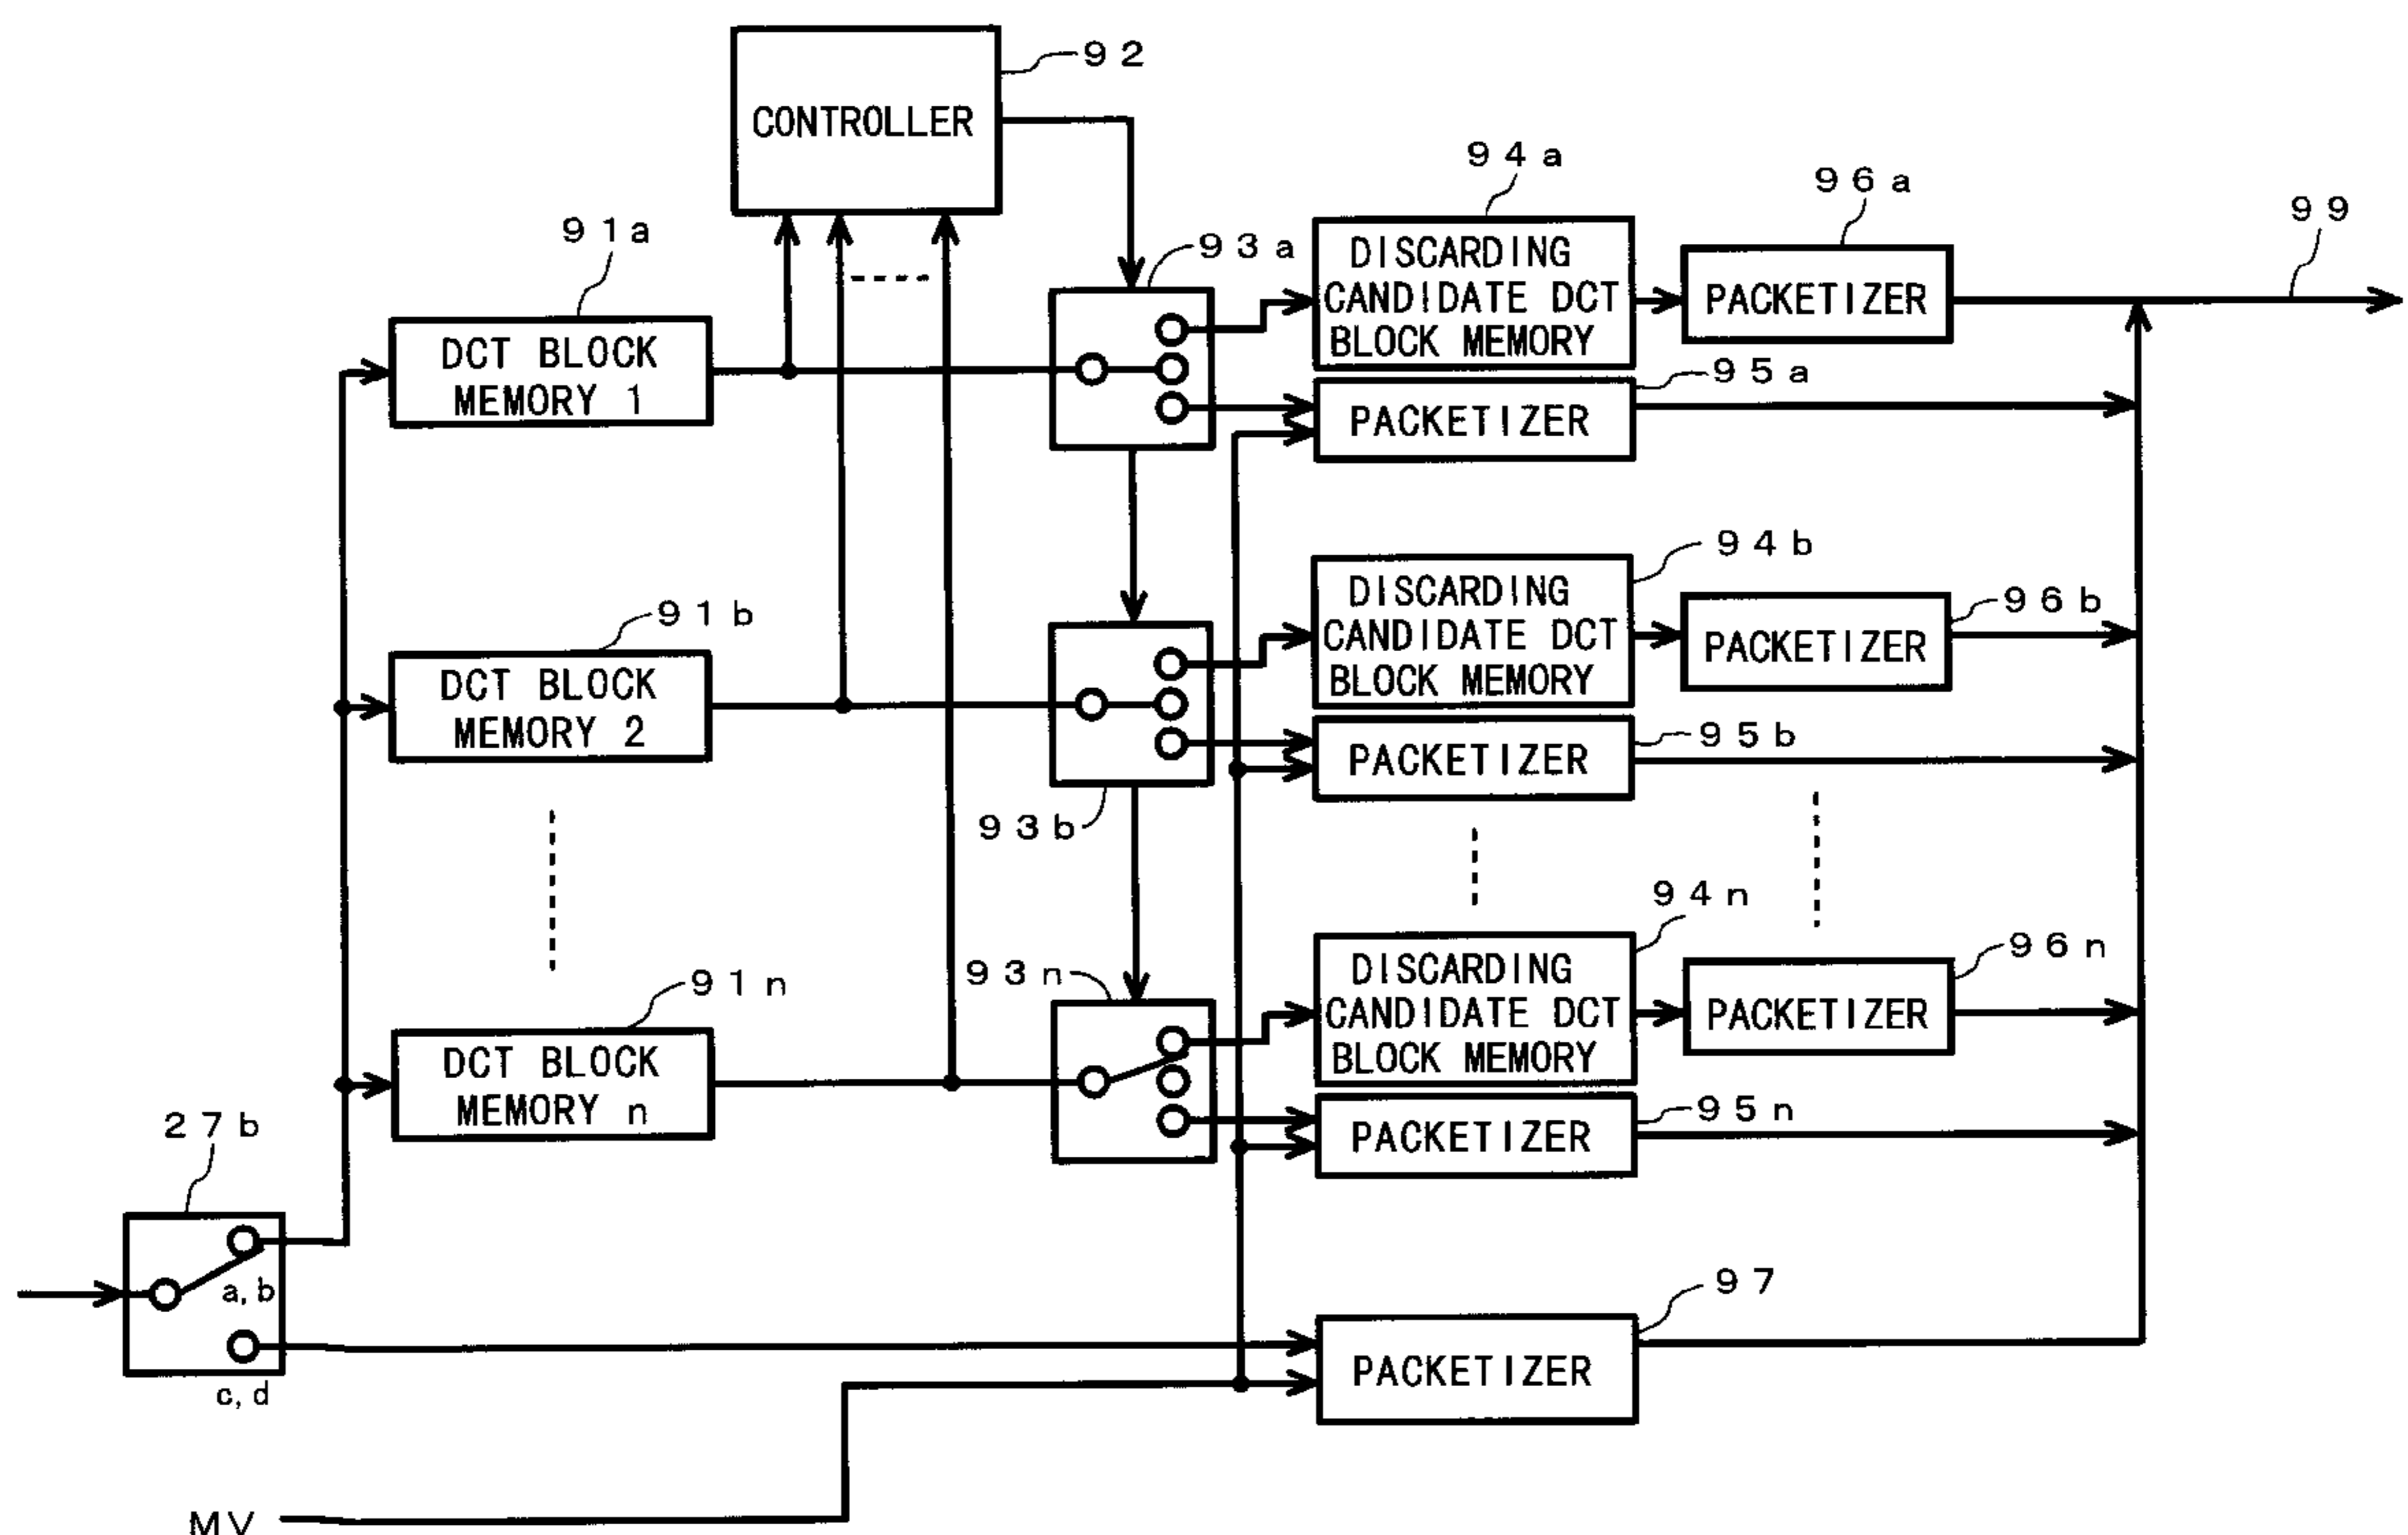 92
CONTROLLER
94a
96a
99
91a
93a
DISCARDING
CANDIDATE DCT
BLOCK MEMORY
PACKETIZER
DCT BLOCK
MEMORY 1
95a
PACKETIZER
94b
91b
DISCARDING
CANDIDATE DCT
BLOCK MEMORY
96b
PACKETIZER
DCT BLOCK
MEMORY 2
95b
PACKETIZER
93b
94n
93n
96n
91n
DISCARDING
CANDIDATE DCT
BLOCK MEMORY
PACKETIZER
DCT BLOCK
MEMORY n
95n
PACKETIZER
27b
a, b
c, d
97
PACKETIZER
MV